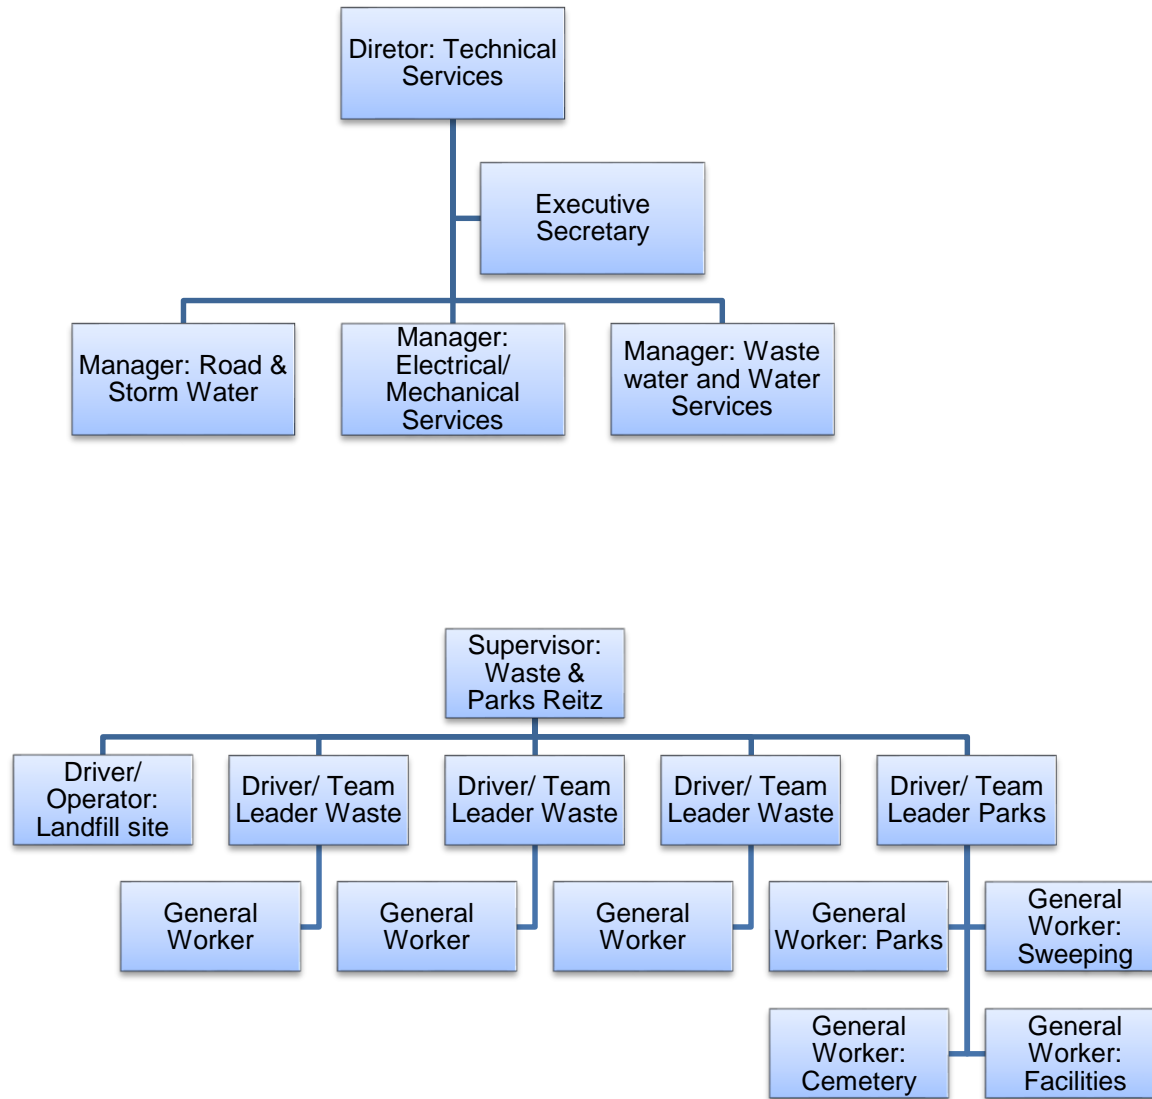 Diretor: Technical
Services
Executive
Secretary
Manager: Road &
Storm Water
Manager:
Electrical/
Mechanical
Services
Manager: Waste
water and Water
Services
Supervisor:
Waste &
Parks Reitz
Driver/
Operator:
Landfill site
Driver/ Team
Leader Waste
Driver/ Team
Leader Waste
Driver/ Team
Leader Waste
Driver/ Team
Leader Parks
General
Worker
General
Worker
General
Worker
General
Worker: Parks
General
Worker:
Sweeping
General
Worker:
Cemetery
General
Worker:
Facilities